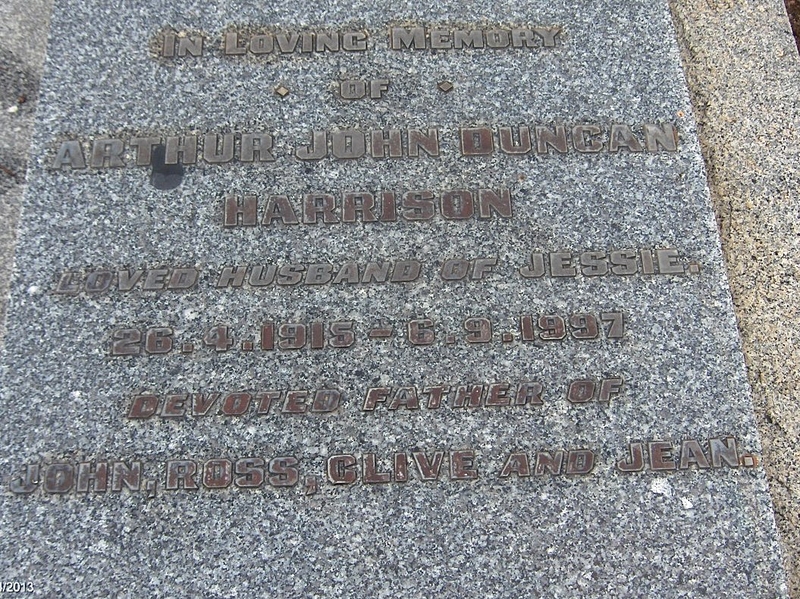 In Loving Memory
of
Arthur John Duncan
Harrison
Loved Husband of Jessie.
26.4.1915 – 6.9.1997
Devoted Father of
John, Ross, Clive and Jean.
/2013